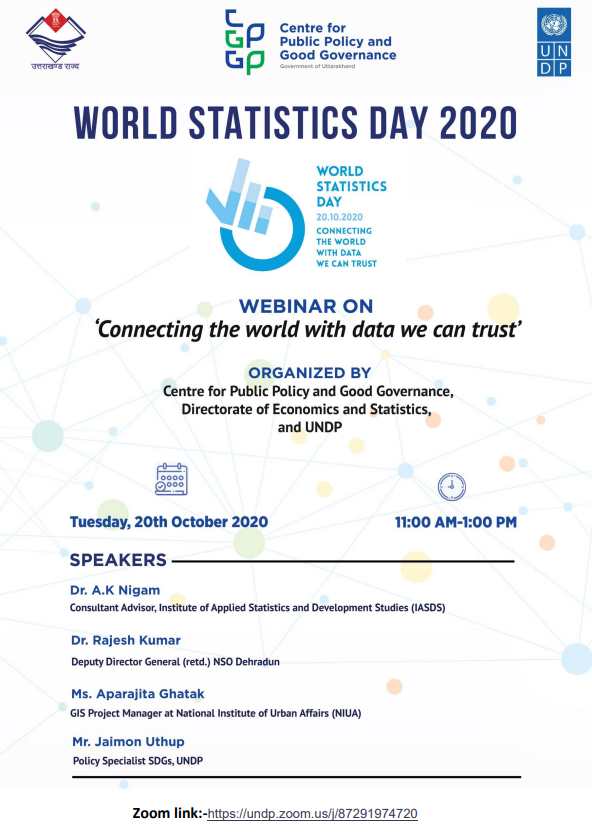 उत्तराखण्ड राज्य
CGPP
GG
Centre for
Public Policy and
Good Governance
Government of Uttarakhand
UN
DP
WORLD STATISTICS DAY 2020
WORLD
STATISTICS
DAY
20.10.2020
CONNECTING
THE WORLD
WITH DATA
WE CAN TRUST
WEBINAR ON
‘Connecting the world with data we can trust’
ORGANIZED BY
Centre for Public Policy and Good Governance,
Directorate of Economics and Statistics,
and UNDP
Tuesday, 20th October 2020
11:00 AM-1:00 PM
SPEAKERS
Dr. A.K Nigam
Consultant Advisor, Institute of Applied Statistics and Development Studies (IASDS)
Dr. Rajesh Kumar
Deputy Director General (retd.) NSO Dehradun
Ms. Aparajita Ghatak
GIS Project Manager at National Institute of Urban Affairs (NIUA)
Mr. Jaimon Uthup
Policy Specialist SDGs, UNDP
Zoom link:-https://undp.zoom.us/j/87291974720